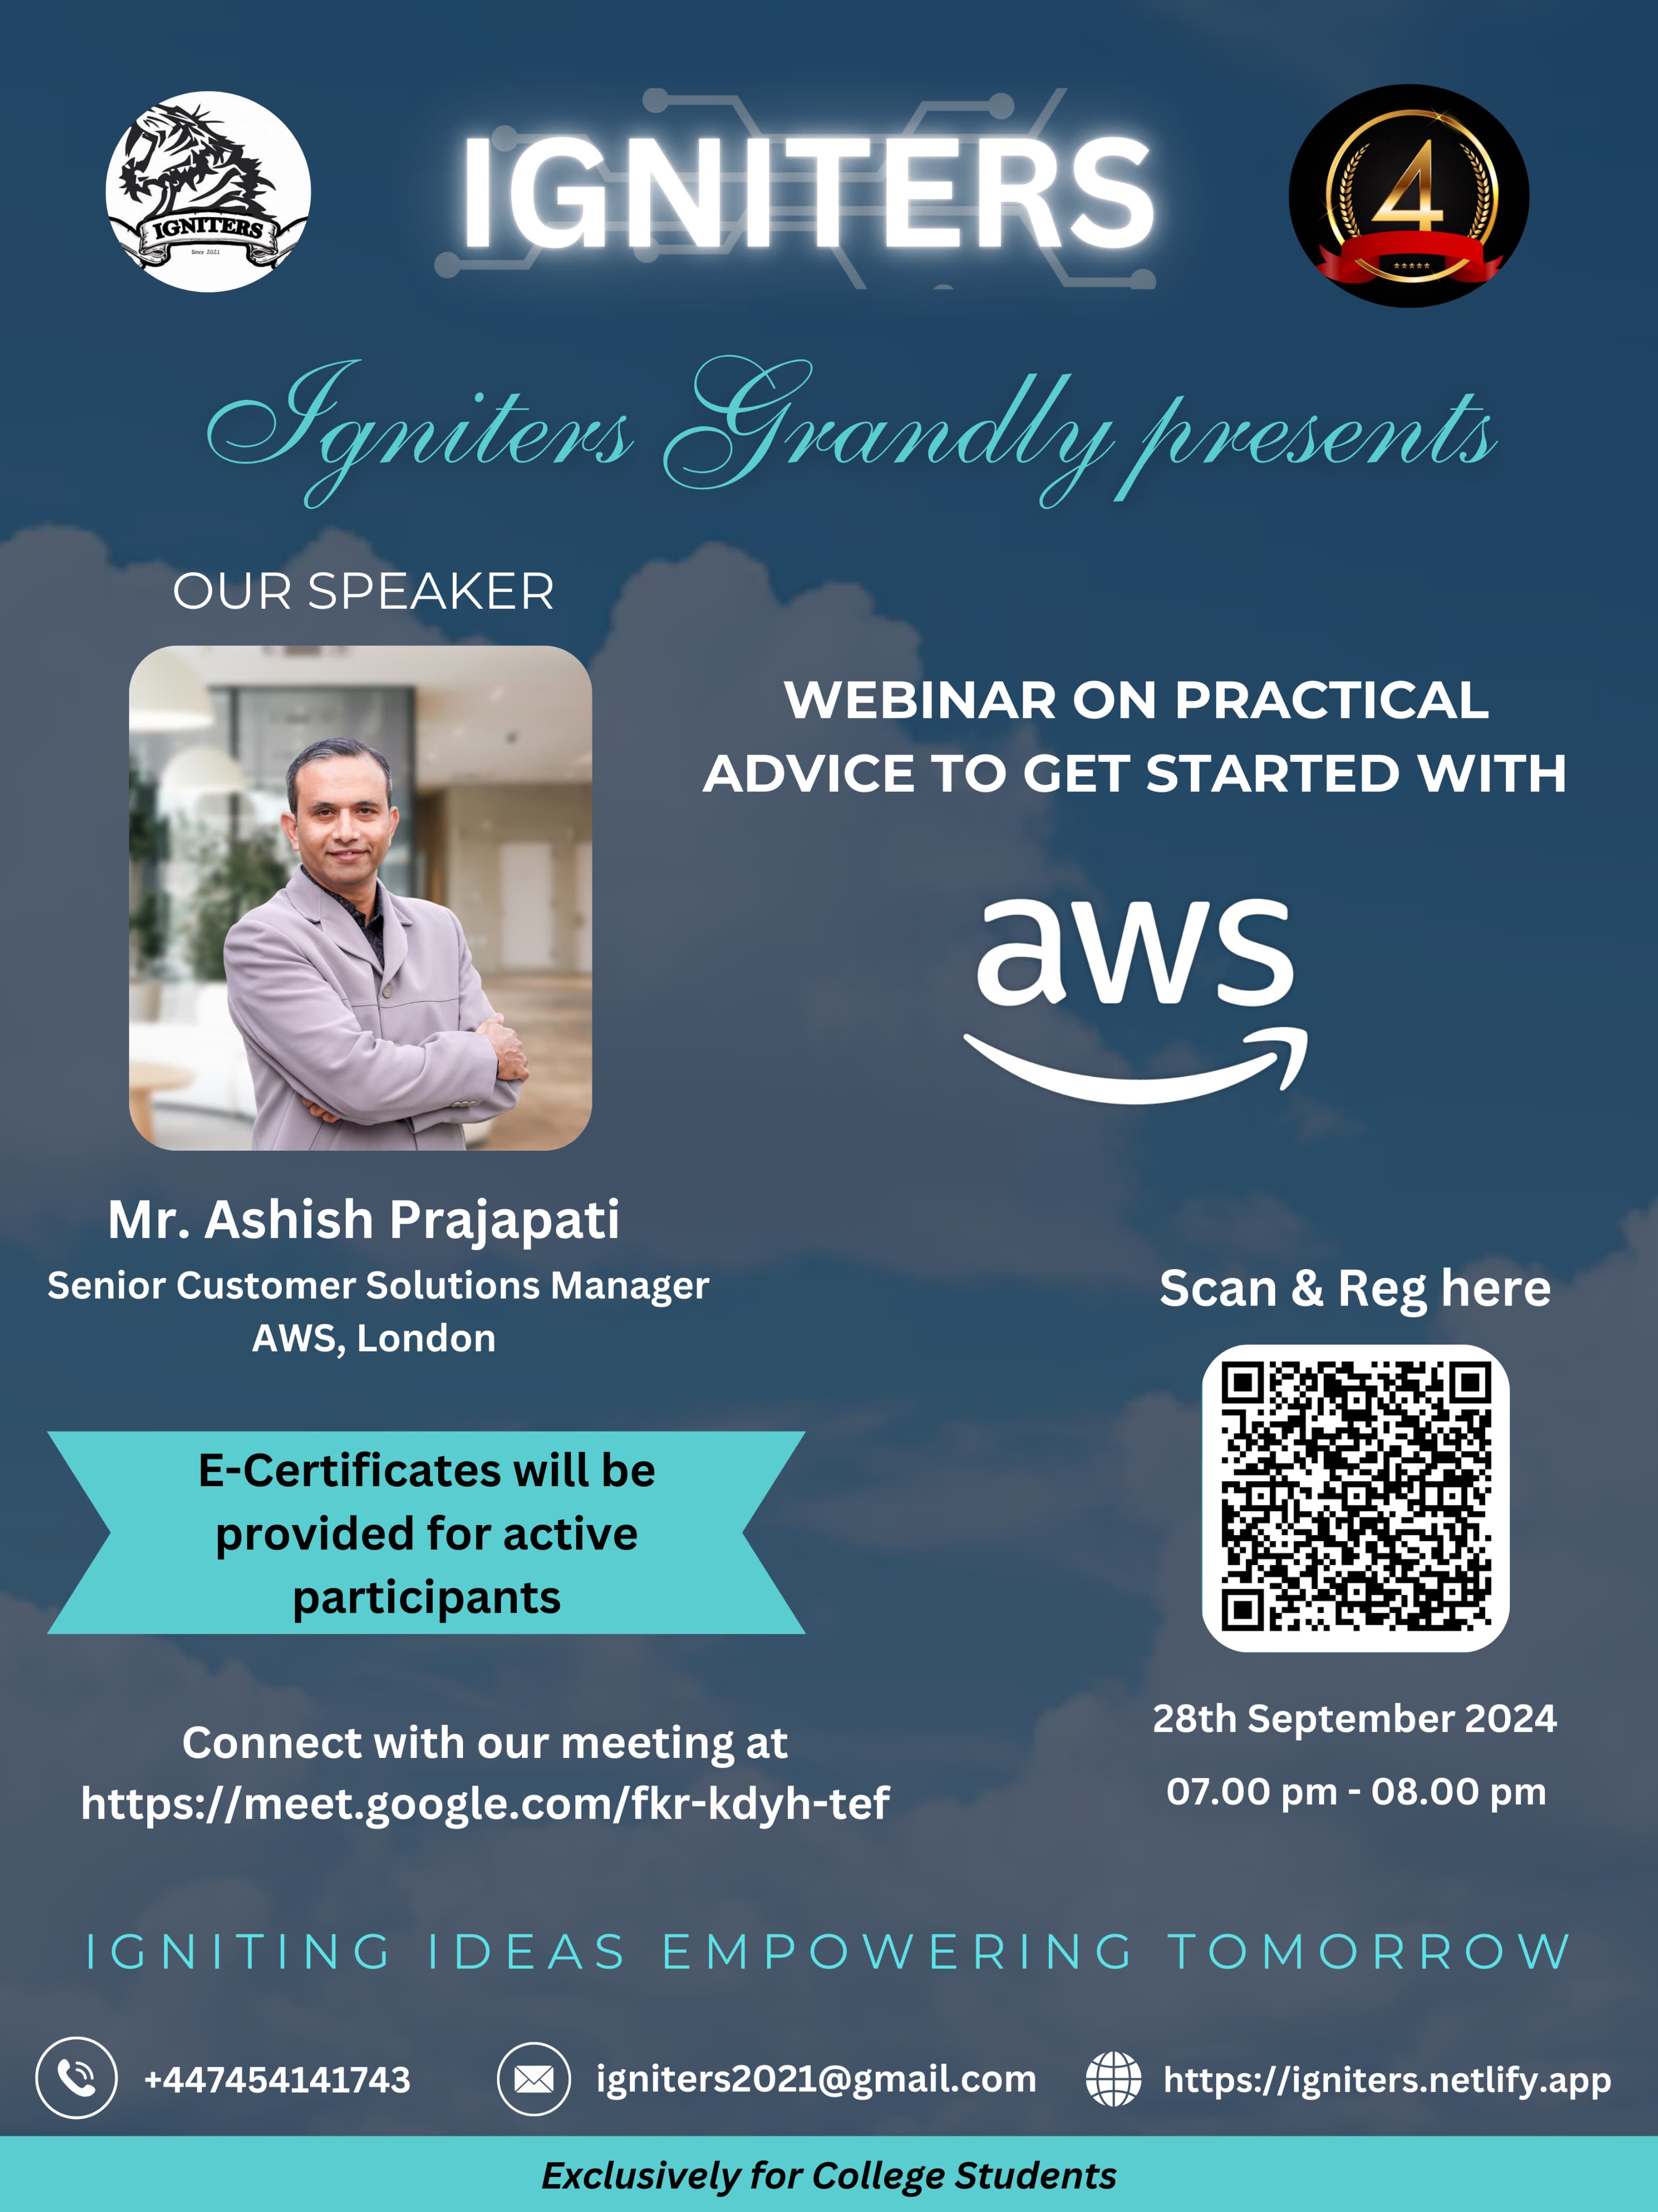 IGNITERS
Since 2021
IGNITERS
4
Igniters Grandly presents
OUR SPEAKER
WEBINAR ON PRACTICAL
ADVICE TO GET STARTED WITH
aws
Mr. Ashish Prajapati
Senior Customer Solutions Manager
AWS, London
Scan & Reg here
E-Certificates will be
provided for active
participants
28th September 2024
07.00 pm - 08.00 pm
Connect with our meeting at
https://meet.google.com/fkr-kdyh-tef
IGNITING IDEAS EMPOWERING TOMORROW
+447454141743
igniters2021@gmail.com
https://igniters.netlify.app
Exclusively for College Students